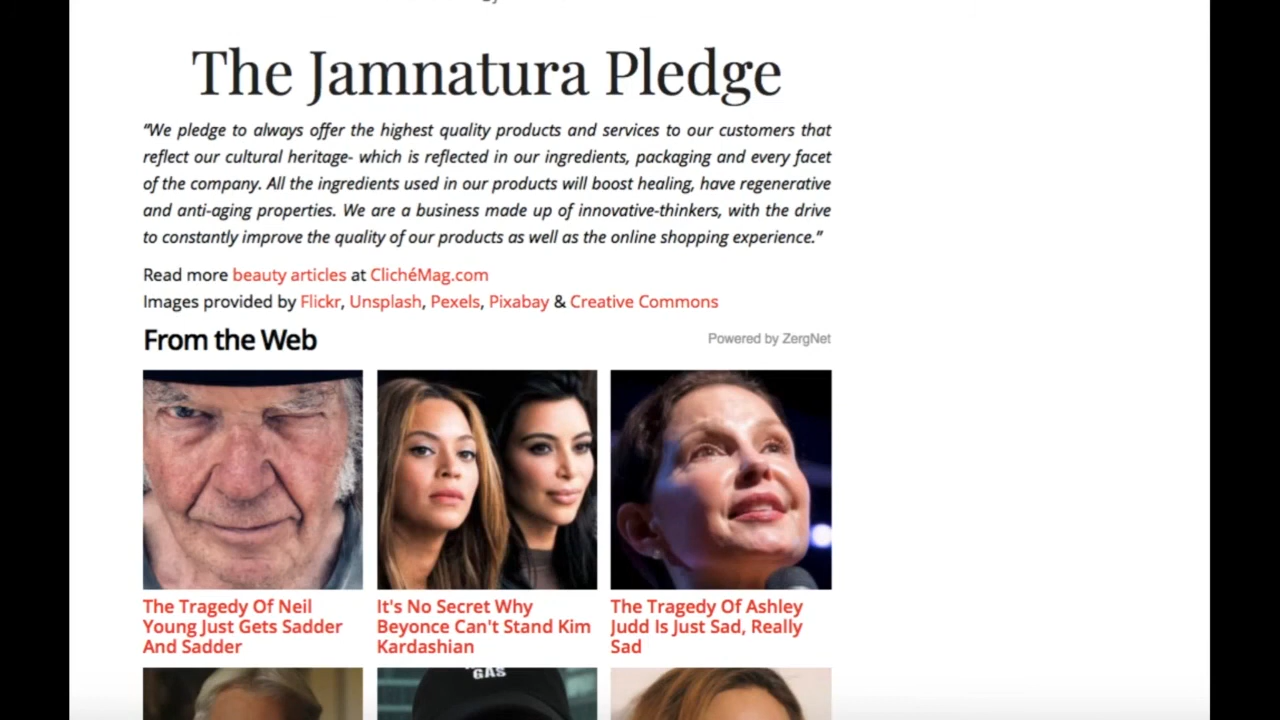 The Jamnatura Pledge
“We pledge to always offer the highest quality products and services to our customers that
reflect our cultural heritage- which is reflected in our ingredients, packaging and every facet
of the company. All the ingredients used in our products will boost healing, have regenerative
and anti-aging properties. We are a business made up of innovative-thinkers, with the drive
to constantly improve the quality of our products as well as the online shopping experience.”
Read more beauty articles at ClichéMag.com
Images provided by Flickr, Unsplash, Pexels, Pixabay & Creative Commons
From the Web
Powered by ZergNet
The Tragedy Of Neil
Young Just Gets Sadder
And Sadder
It's No Secret Why
Beyonce Can't Stand Kim
Kardashian
The Tragedy Of Ashley
Judd Is Just Sad, Really
Sad
GAS